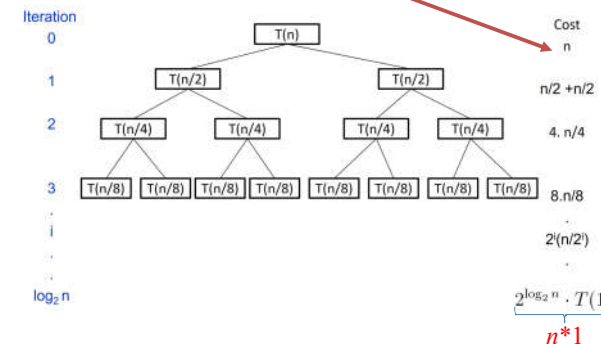 Iteration
Cost
0 T(n) n
1 T(n/2) T(n/2) n/2 +n/2
2 T(n/4) T(n/4) T(n/4) T(n/4) 4. n/4
3 T(n/8) T(n/8) T(n/8) T(n/8) T(n/8) T(n/8) T(n/8) T(n/8) 8.n/8
. .
i 2ⁱ(n/2ⁱ)
. .
.
log₂ n 2^{log₂ n} · T(1
n*1